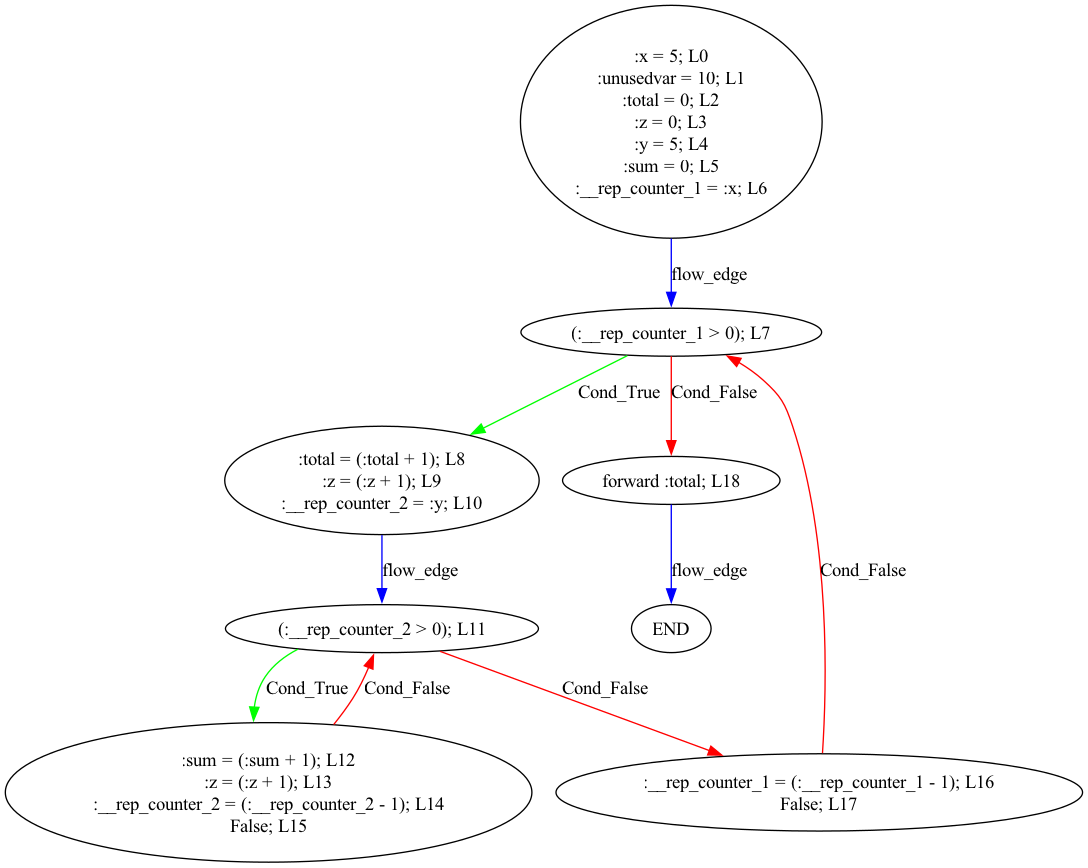 :x = 5; L0
:unusedvar = 10; L1
:total = 0; L2
:z = 0; L3
:y = 5; L4
:sum = 0; L5
:__rep_counter_1 = :x; L6
flow_edge
(:__rep_counter_1 > 0); L7
Cond_True
Cond_False
:total = (:total + 1); L8
:z = (:z + 1); L9
:__rep_counter_2 = :y; L10
forward :total; L18
flow_edge
flow_edge
Cond_False
(:__rep_counter_2 > 0); L11
END
Cond_True
Cond_False
Cond_False
:sum = (:sum + 1); L12
:z = (:z + 1); L13
:__rep_counter_2 = (:__rep_counter_2 - 1); L14
False; L15
:__rep_counter_1 = (:__rep_counter_1 - 1); L16
False; L17